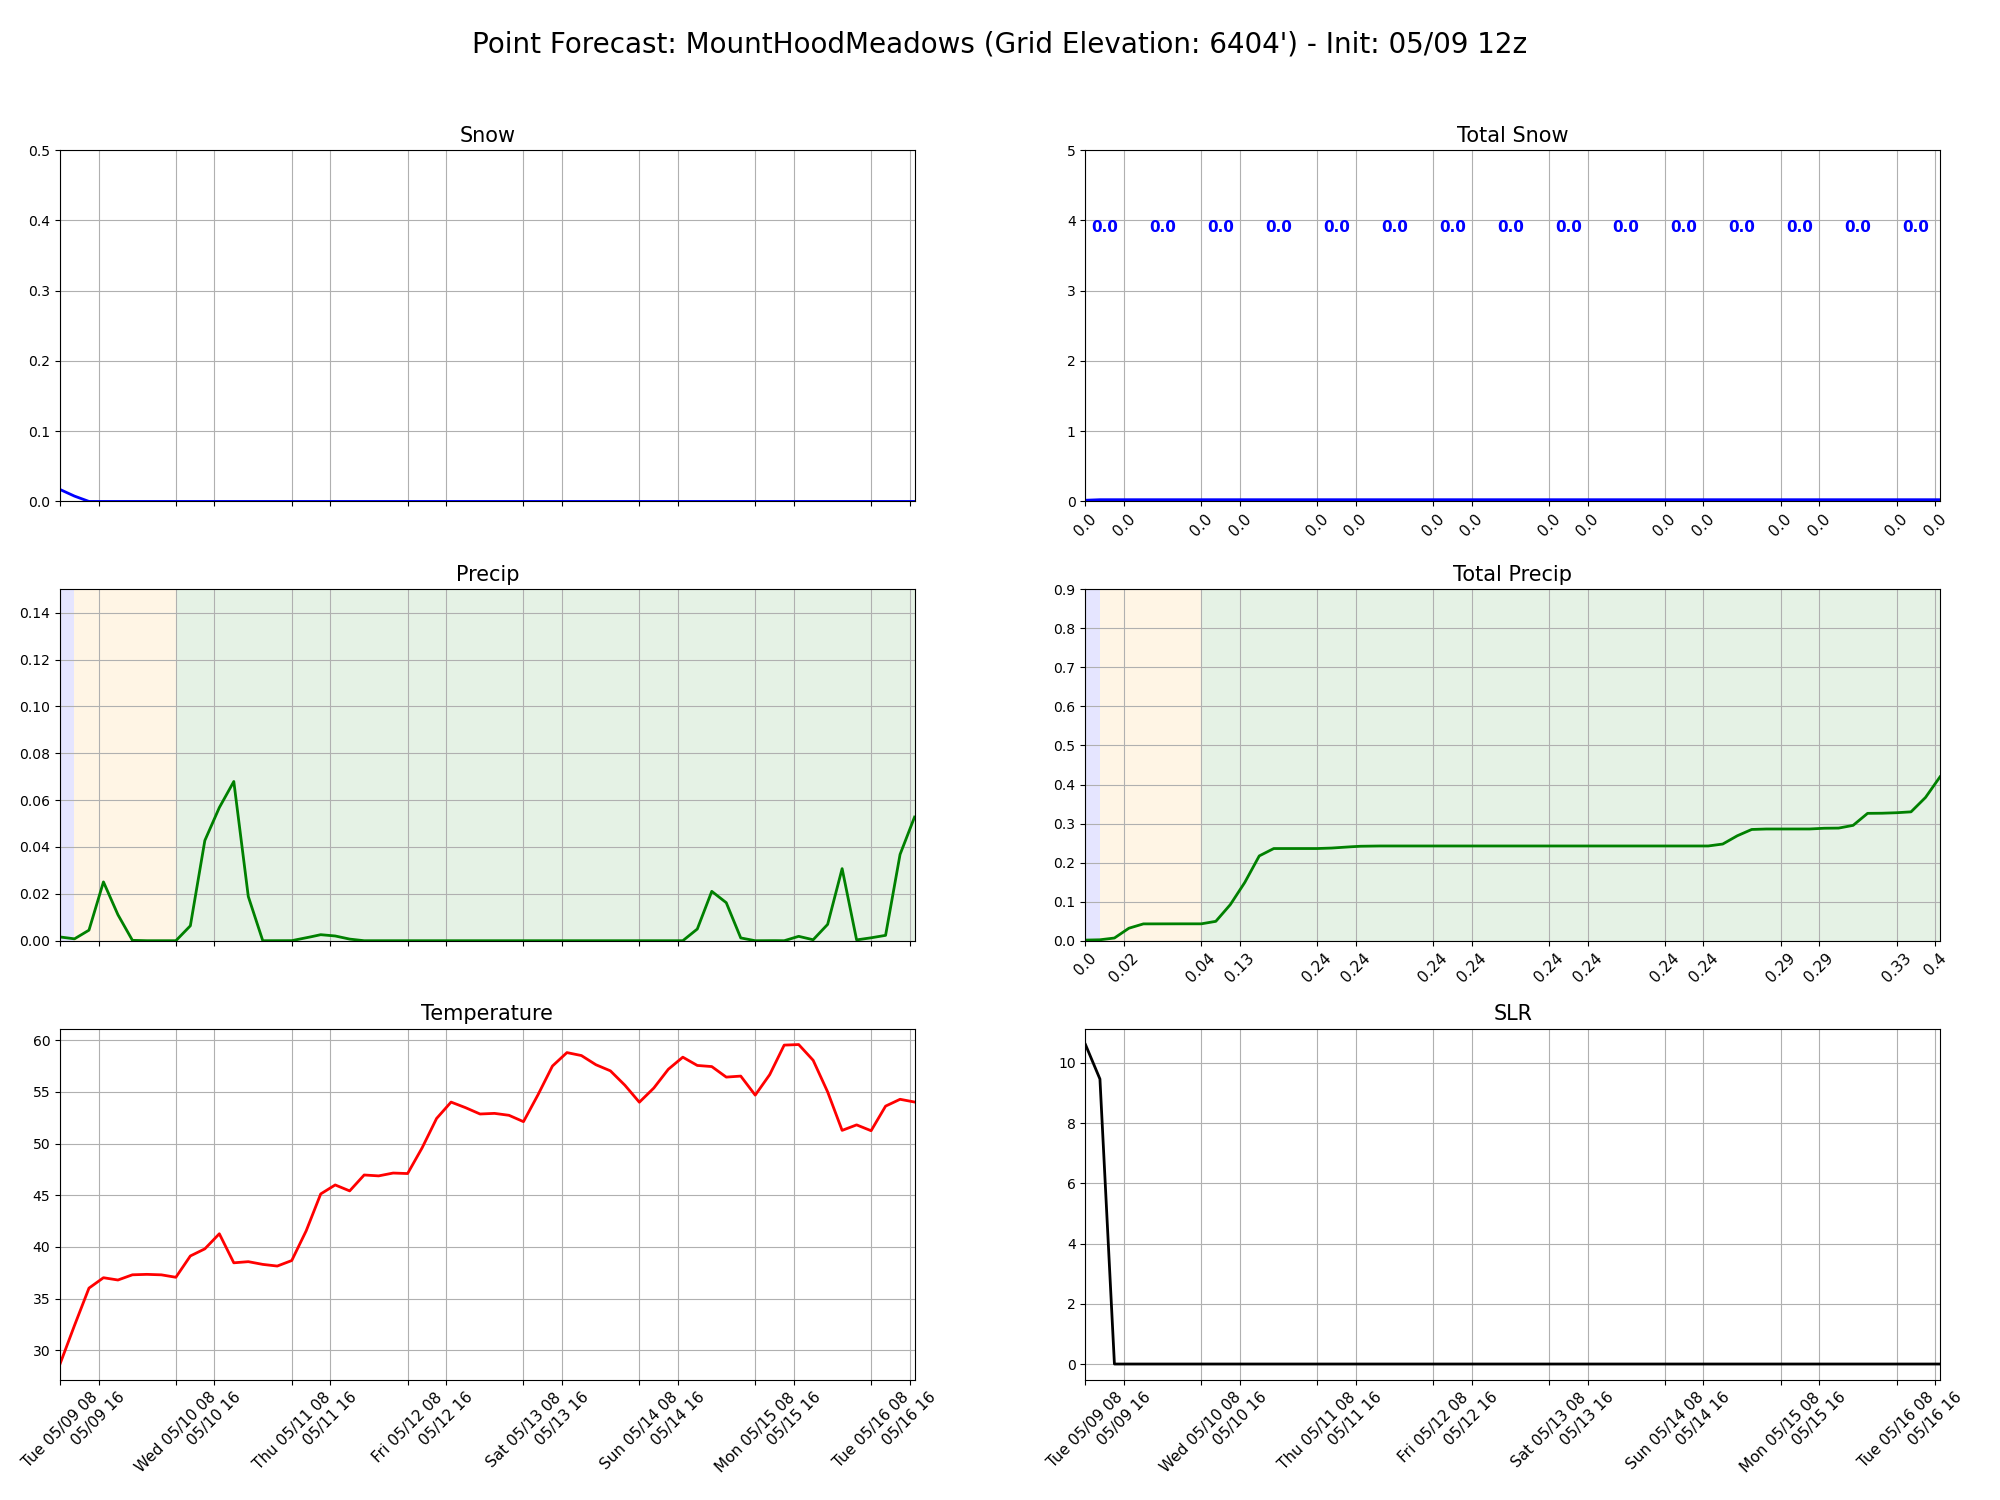 Point Forecast: MountHoodMeadows (Grid Elevation: 6404') - Init: 05/09 12z
Snow
0.5
0.4
0.3
0.2
0.1
0.0
Total Snow
5
4
3
2
1
0
0.0 0.0 0.0 0.0 0.0 0.0 0.0 0.0 0.0 0.0 0.0 0.0 0.0 0.0 0.0
0.0 0.0 0.0 0.0 0.0 0.0 0.0 0.0 0.0 0.0 0.0 0.0 0.0 0.0 0.0 0.0
Precip
0.14
0.12
0.10
0.08
0.06
0.04
0.02
0.00
Total Precip
0.9
0.8
0.7
0.6
0.5
0.4
0.3
0.2
0.1
0.0
0.0 0.02 0.04 0.13 0.24 0.24 0.24 0.24 0.24 0.24 0.24 0.24 0.29 0.29 0.33 0.4
Temperature
60
55
50
45
40
35
30
Tue 05/09 08
05/09 16
Wed 05/10 08
05/10 16
Thu 05/11 08
05/11 16
Fri 05/12 08
05/12 16
Sat 05/13 08
05/13 16
Sun 05/14 08
05/14 16
Mon 05/15 08
05/15 16
Tue 05/16 08
05/16 16
SLR
10
8
6
4
2
0
Tue 05/09 08
05/09 16
Wed 05/10 08
05/10 16
Thu 05/11 08
05/11 16
Fri 05/12 08
05/12 16
Sat 05/13 08
05/13 16
Sun 05/14 08
05/14 16
Mon 05/15 08
05/15 16
Tue 05/16 08
05/16 16